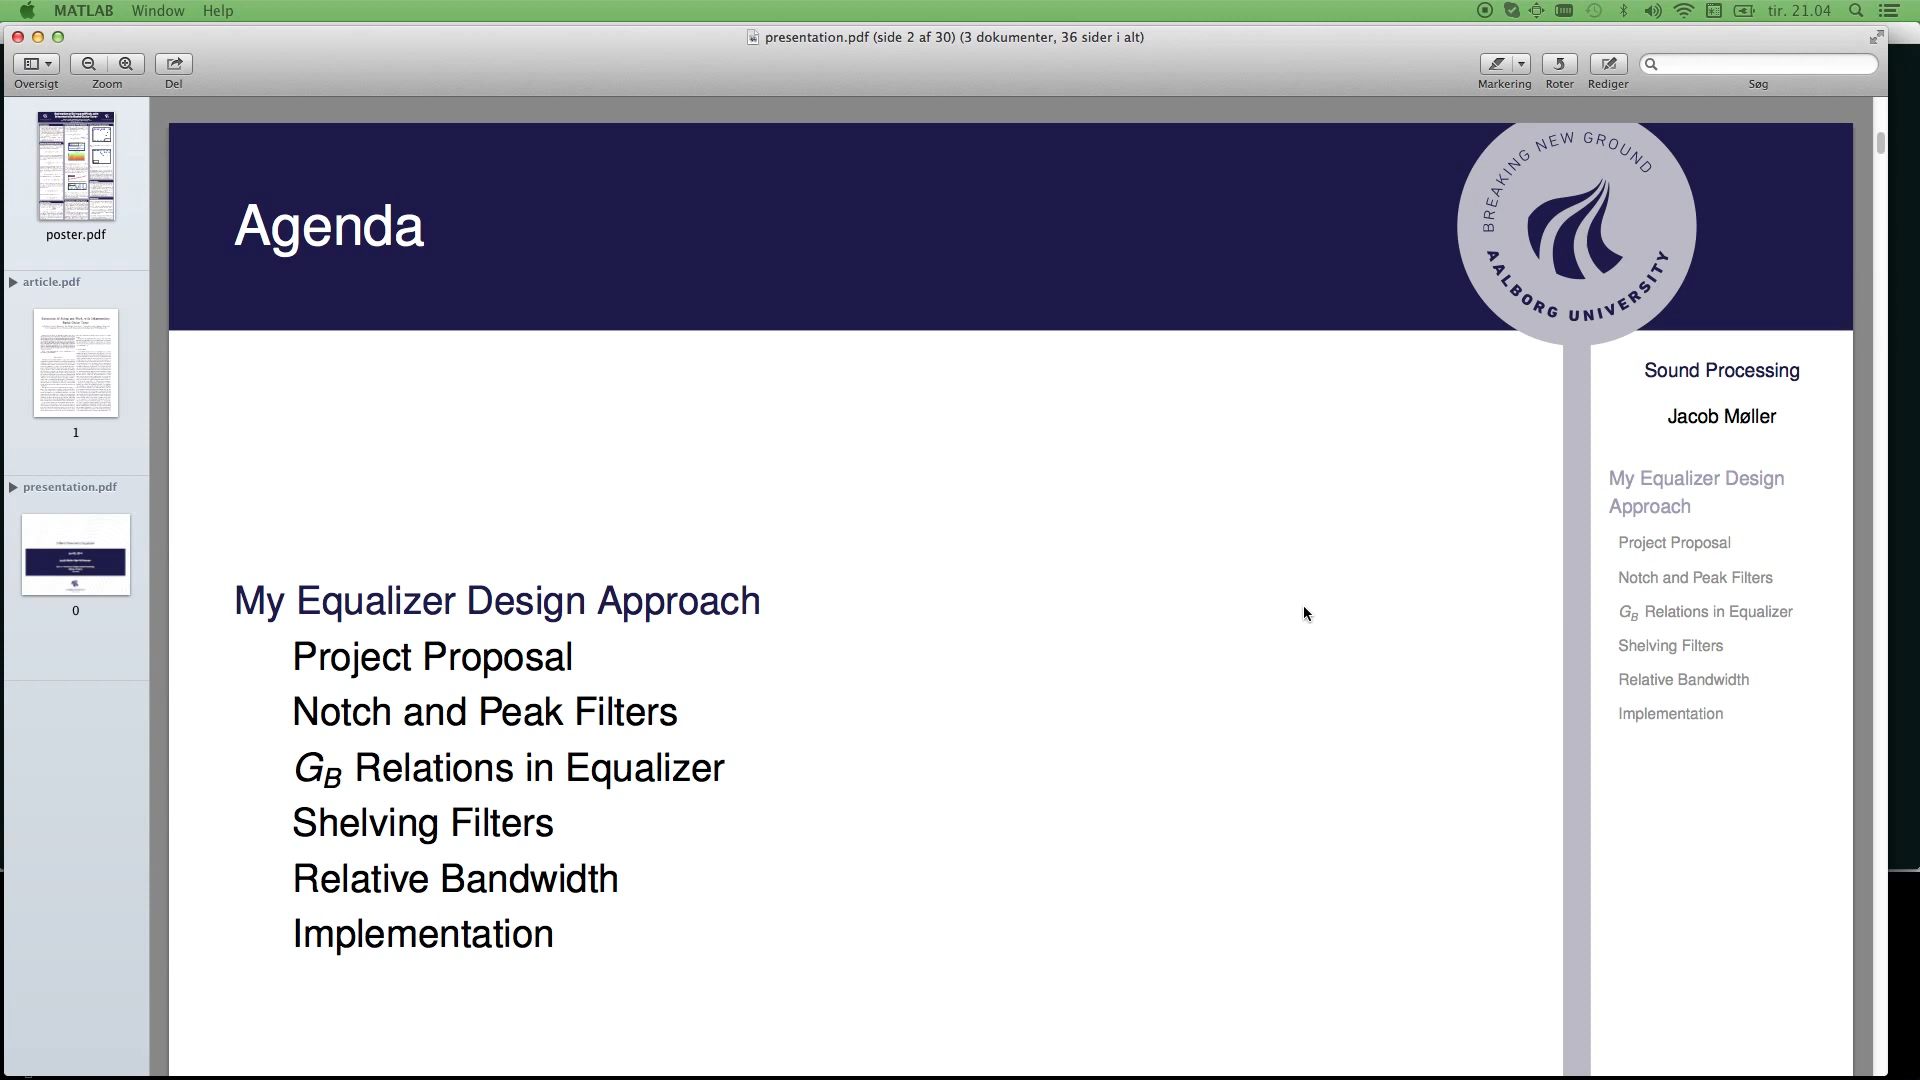 MATLAB Window Help tir. 21.04
presentation.pdf (side 2 af 30) (3 dokumenter, 36 sider i alt)
Oversigt Zoom Del Markering Roter Rediger Søg
poster.pdf
article.pdf
1
presentation.pdf
0
Agenda
BREAKING NEW GROUND
AALBORG UNIVERSITY
My Equalizer Design Approach
Project Proposal
Notch and Peak Filters
G_B Relations in Equalizer
Shelving Filters
Relative Bandwidth
Implementation
Sound Processing
Jacob Møller
My Equalizer Design
Approach
Project Proposal
Notch and Peak Filters
G_B Relations in Equalizer
Shelving Filters
Relative Bandwidth
Implementation